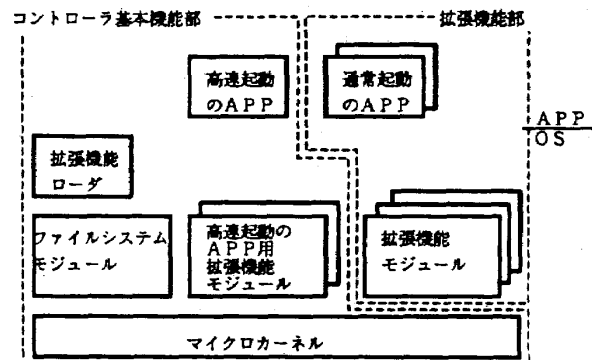 コントローラ基本機能部
拡張機能部
高速起動
のAPP
通常起動
のAPP
APP
OS
拡張機能
ローダ
ファイルシステム
モジュール
高速起動の
APP用
拡張機能
モジュール
拡張機能
モジュール
マイクロカーネル